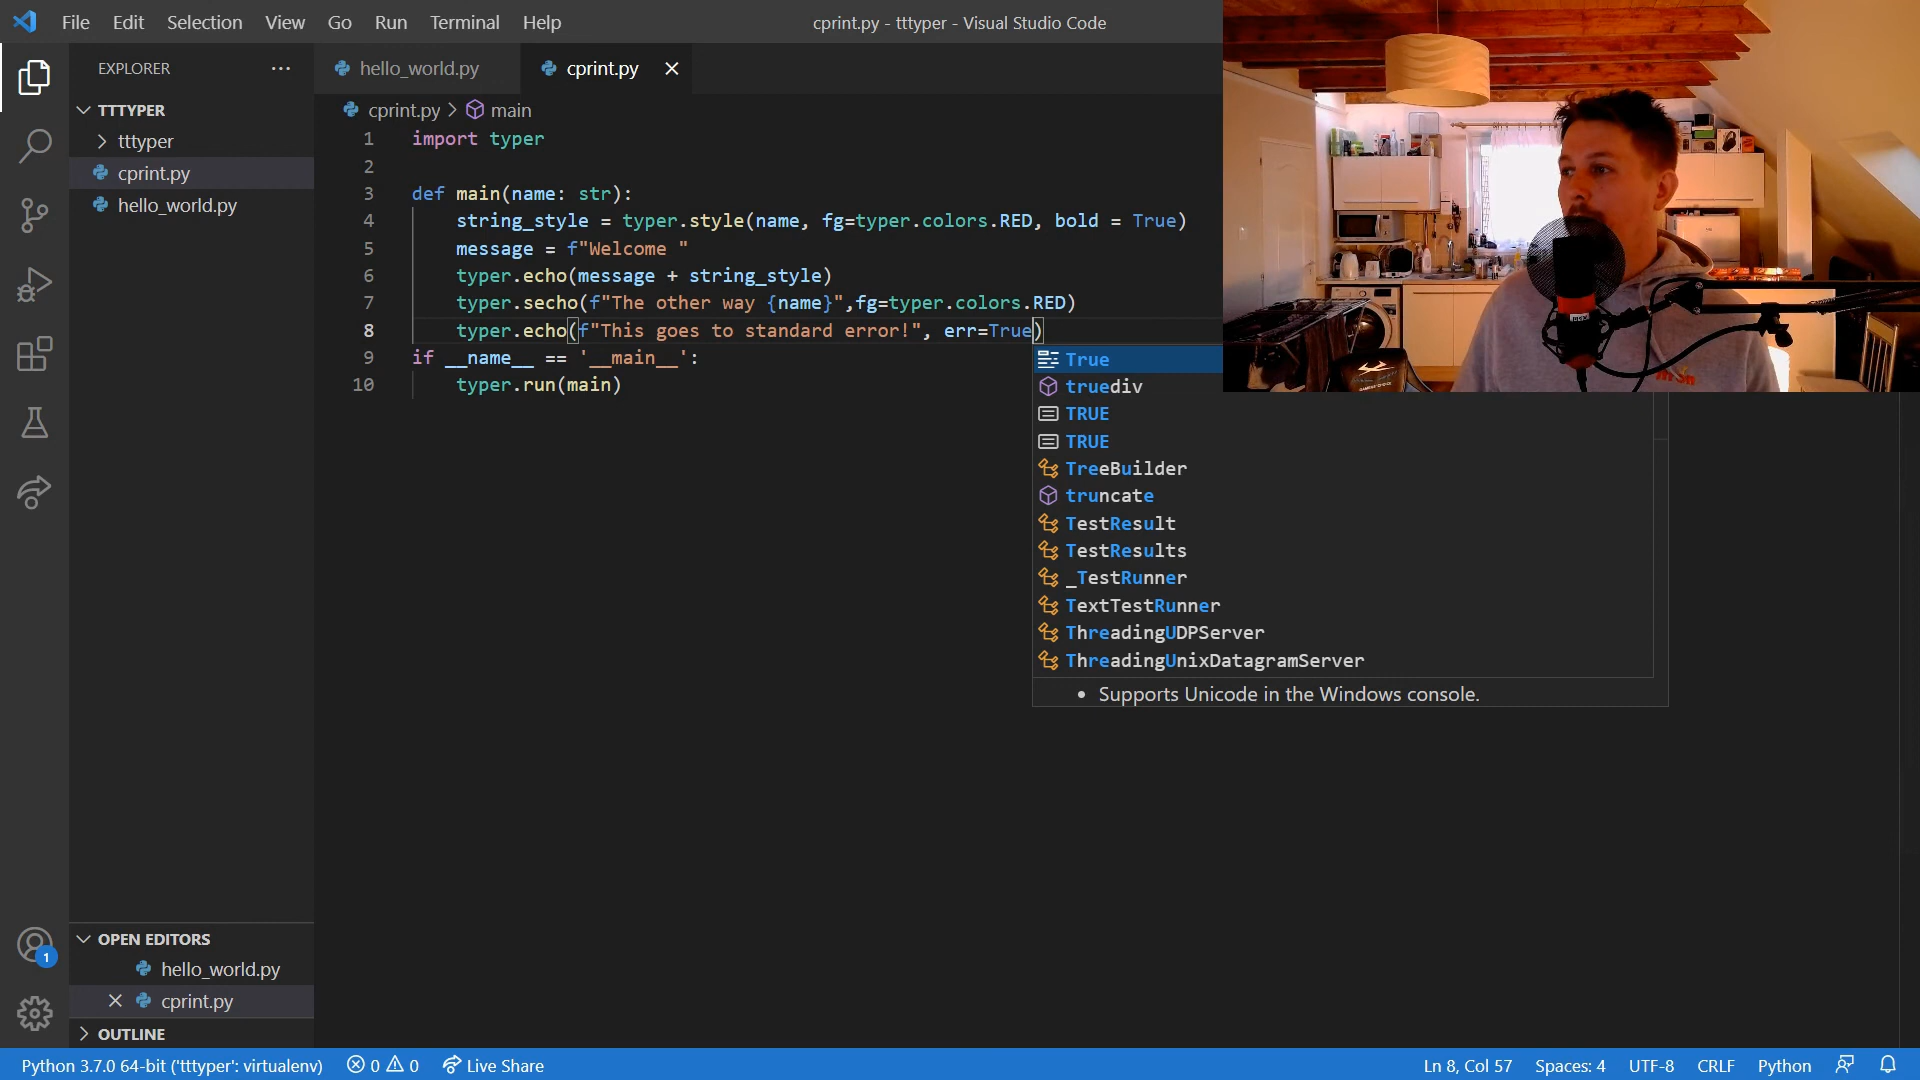 File Edit Selection View Go Run Terminal Help
cprint.py - tttyper - Visual Studio Code
EXPLORER
TTTYPER
tttyper
cprint.py
hello_world.py
hello_world.py
cprint.py
cprint.py > main
1 import typer
2
3 def main(name: str):
4 string_style = typer.style(name, fg=typer.colors.RED, bold = True)
5 message = f"Welcome "
6 typer.echo(message + string_style)
7 typer.secho(f"The other way {name}",fg=typer.colors.RED)
8 typer.echo(f"This goes to standard error!", err=True)
9 if __name__ == '__main__':
10 typer.run(main)
True
truediv
TRUE
TRUE
TreeBuilder
truncate
TestResult
TestResults
_TestRunner
TextTestRunner
ThreadingUDPServer
ThreadingUnixDatagramServer
• Supports Unicode in the Windows console.
OPEN EDITORS
hello_world.py
cprint.py
OUTLINE
1
Python 3.7.0 64-bit ('tttyper': virtualenv) 0 0 Live Share
Ln 8, Col 57 Spaces: 4 UTF-8 CRLF Python